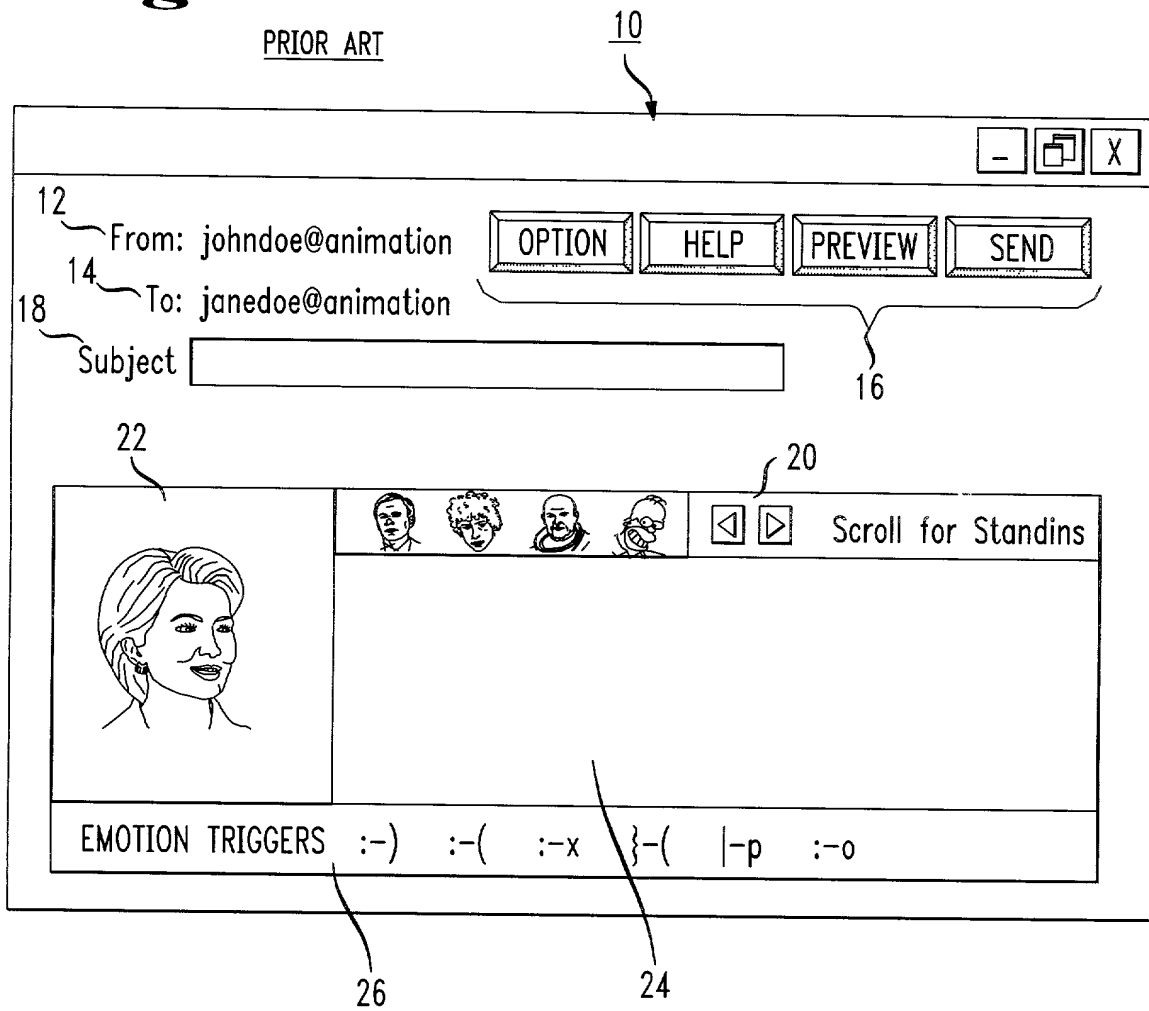 g
PRIOR ART
10
_ X
12
From: johndoe@animation
OPTION HELP PREVIEW SEND
14
To: janedoe@animation
18
Subject
16
22
20
Scroll for Standins
EMOTION TRIGGERS :-) :-( :-x }-( |-p :-o
26
24